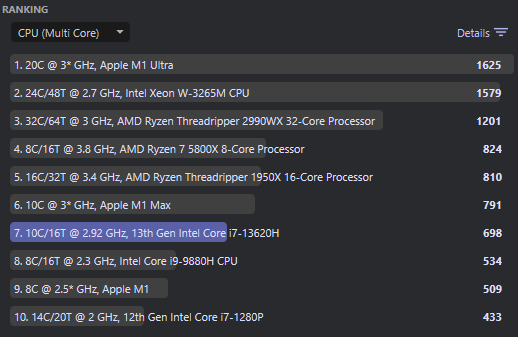 RANKING
CPU (Multi Core) Details
1. 20C @ 3* GHz, Apple M1 Ultra 1625
2. 24C/48T @ 2.7 GHz, Intel Xeon W-3265M CPU 1579
3. 32C/64T @ 3 GHz, AMD Ryzen Threadripper 2990WX 32-Core Processor 1201
4. 8C/16T @ 3.8 GHz, AMD Ryzen 7 5800X 8-Core Processor 824
5. 16C/32T @ 3.4 GHz, AMD Ryzen Threadripper 1950X 16-Core Processor 810
6. 10C @ 3* GHz, Apple M1 Max 791
7. 10C/16T @ 2.92 GHz, 13th Gen Intel Core i7-13620H 698
8. 8C/16T @ 2.3 GHz, Intel Core i9-9880H CPU 534
9. 8C @ 2.5* GHz, Apple M1 509
10. 14C/20T @ 2 GHz, 12th Gen Intel Core i7-1280P 433